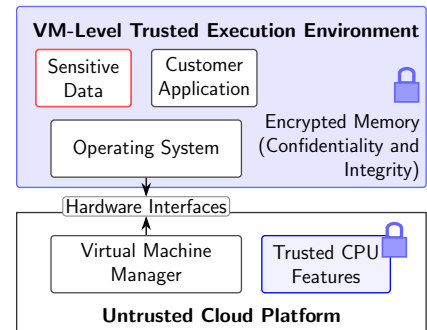 VM-Level Trusted Execution Environment
Sensitive
Data
Customer
Application
Encrypted Memory
(Confidentiality and
Integrity)
Operating System
Hardware Interfaces
Virtual Machine
Manager
Trusted CPU
Features
Untrusted Cloud Platform